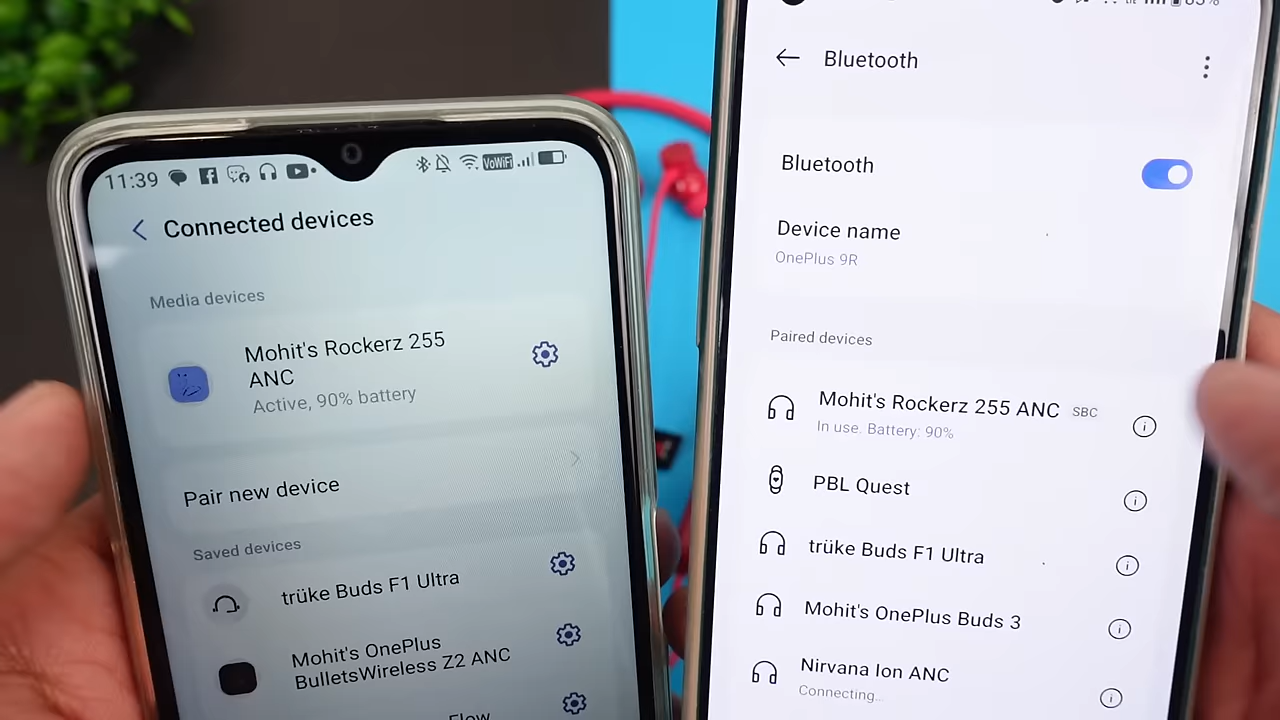 11:39
VoWiFi
Connected devices
Media devices
Mohit's Rockerz 255
ANC
Active, 90% battery
Pair new device
Saved devices
trüke Buds F1 Ultra
Mohit's OnePlus
BulletsWireless Z2 ANC
Flow
Bluetooth
Bluetooth
Device name
OnePlus 9R
Paired devices
Mohit's Rockerz 255 ANC SBC
In use. Battery: 90%
PBL Quest
trüke Buds F1 Ultra
Mohit's OnePlus Buds 3
Nirvana Ion ANC
Connecting...